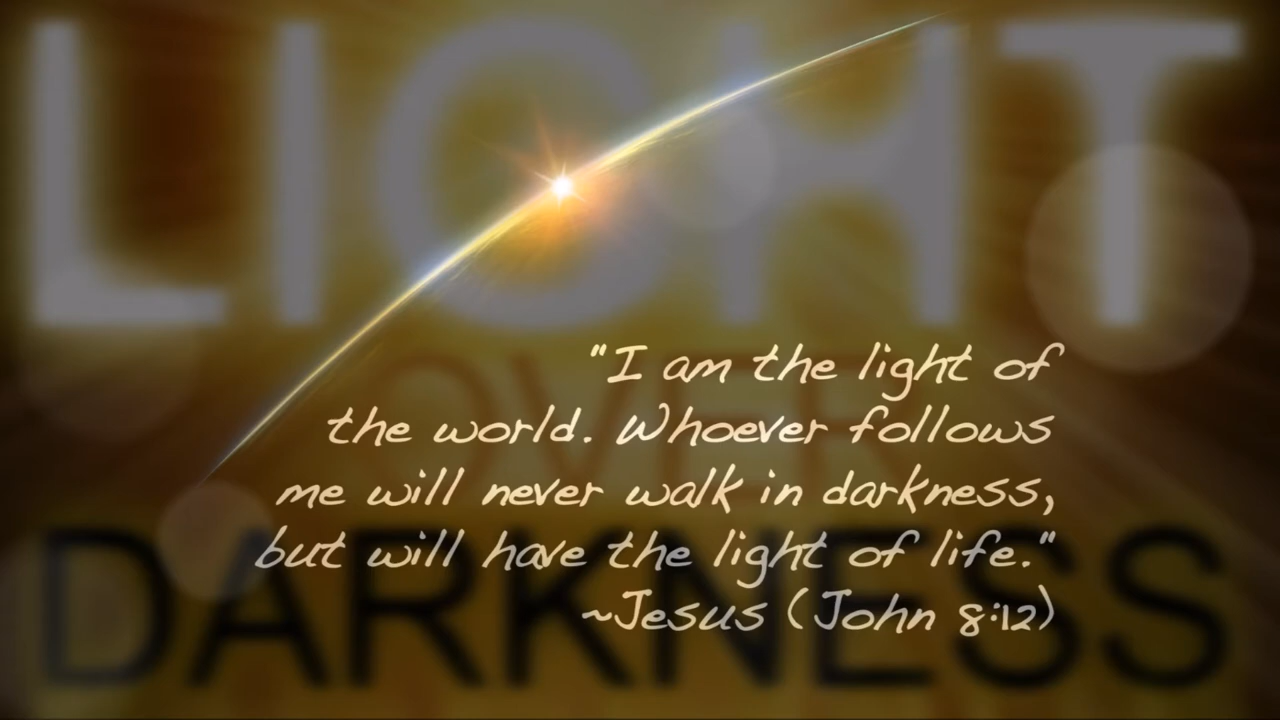 LIGHT
OVER
"I am the light of
the world. Whoever follows
me will never walk in darkness,
but will have the light of life."
~Jesus (John 8:12)
DARKNESS